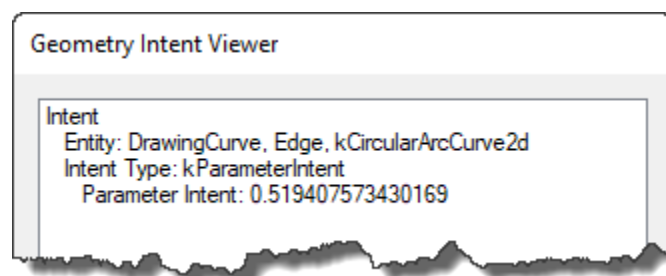 Geometry Intent Viewer
Intent
Entity: DrawingCurve, Edge, kCircularArcCurve2d
Intent Type: kParameterIntent
Parameter Intent: 0.519407573430169